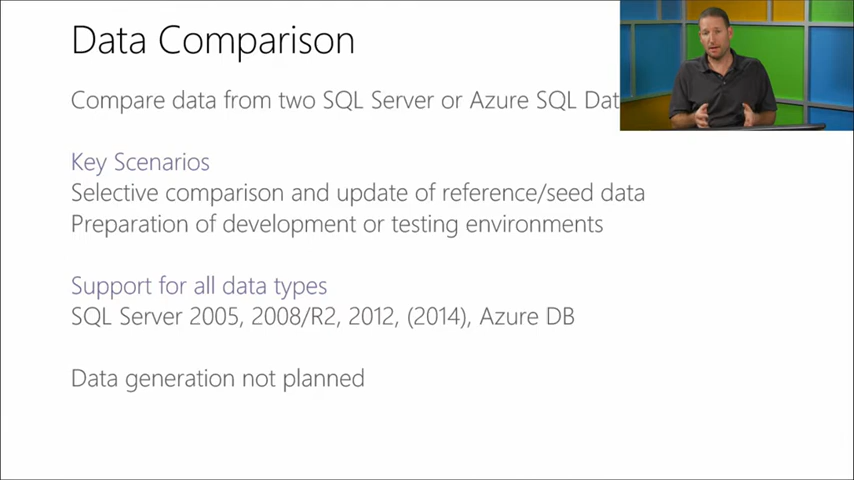 Data Comparison
Compare data from two SQL Server or Azure SQL
Key Scenarios
Selective comparison and update of reference/seed data
Preparation of development or testing environments
Support for all data types
SQL Server 2005, 2008/R2, 2012, (2014), Azure DB
Data generation not planned